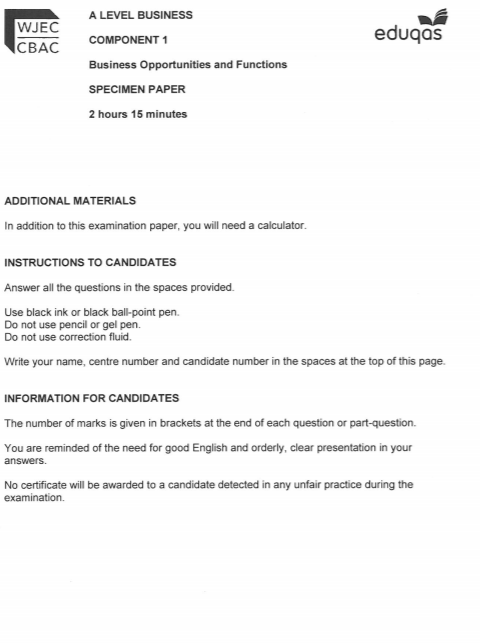 WJEC
CBAC
A LEVEL BUSINESS
COMPONENT 1
Business Opportunities and Functions
SPECIMEN PAPER
2 hours 15 minutes
eduqas
ADDITIONAL MATERIALS
In addition to this examination paper, you will need a calculator.
INSTRUCTIONS TO CANDIDATES
Answer all the questions in the spaces provided.
Use black ink or black ball-point pen.
Do not use pencil or gel pen.
Do not use correction fluid.
Write your name, centre number and candidate number in the spaces at the top of this page.
INFORMATION FOR CANDIDATES
The number of marks is given in brackets at the end of each question or part-question.
You are reminded of the need for good English and orderly, clear presentation in your
answers.
No certificate will be awarded to a candidate detected in any unfair practice during the
examination.